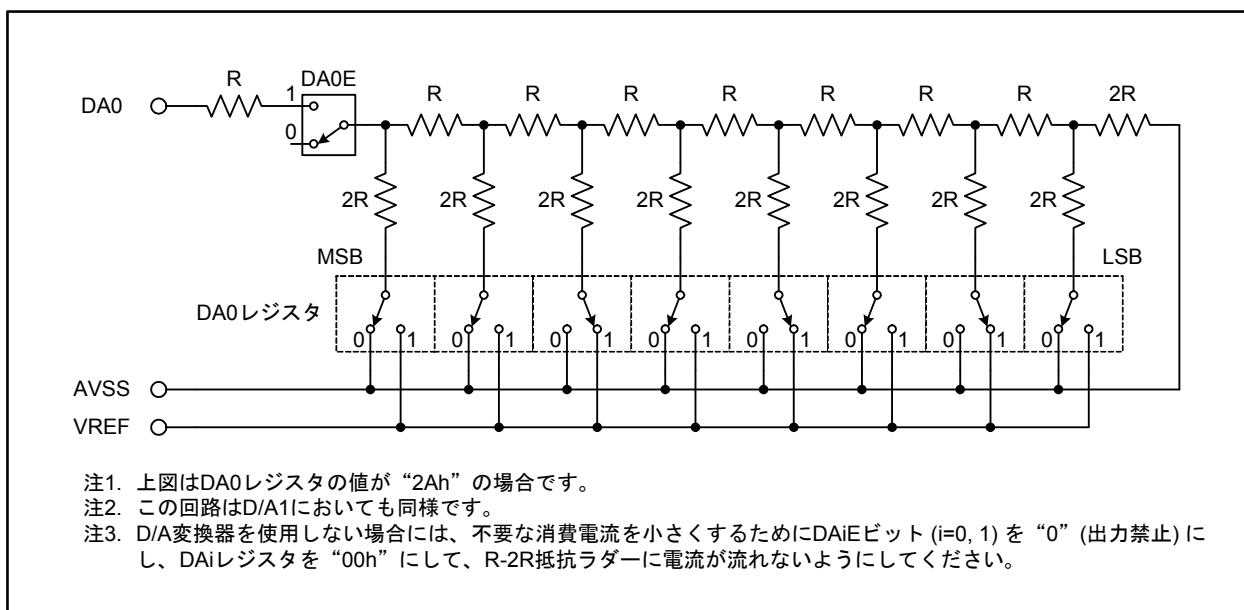 R DA0E R R R R R R R 2R
DA0
1
0
2R 2R 2R 2R 2R 2R 2R 2R
MSB LSB
DA0レジスタ
0 1 0 1 0 1 0 1 0 1 0 1 0 1 0 1
AVSS
VREF
注1. 上図はDA0レジスタの値が“2Ah”の場合です。
注2. この回路はD/A1においても同様です。
注3. D/A変換器を使用しない場合には、不要な消費電流を小さくするためにDAiEビット (i=0, 1) を“0”(出力禁止) に
し、DAiレジスタを“00h”にして、R-2R抵抗ラダーに電流が流れないようにしてください。